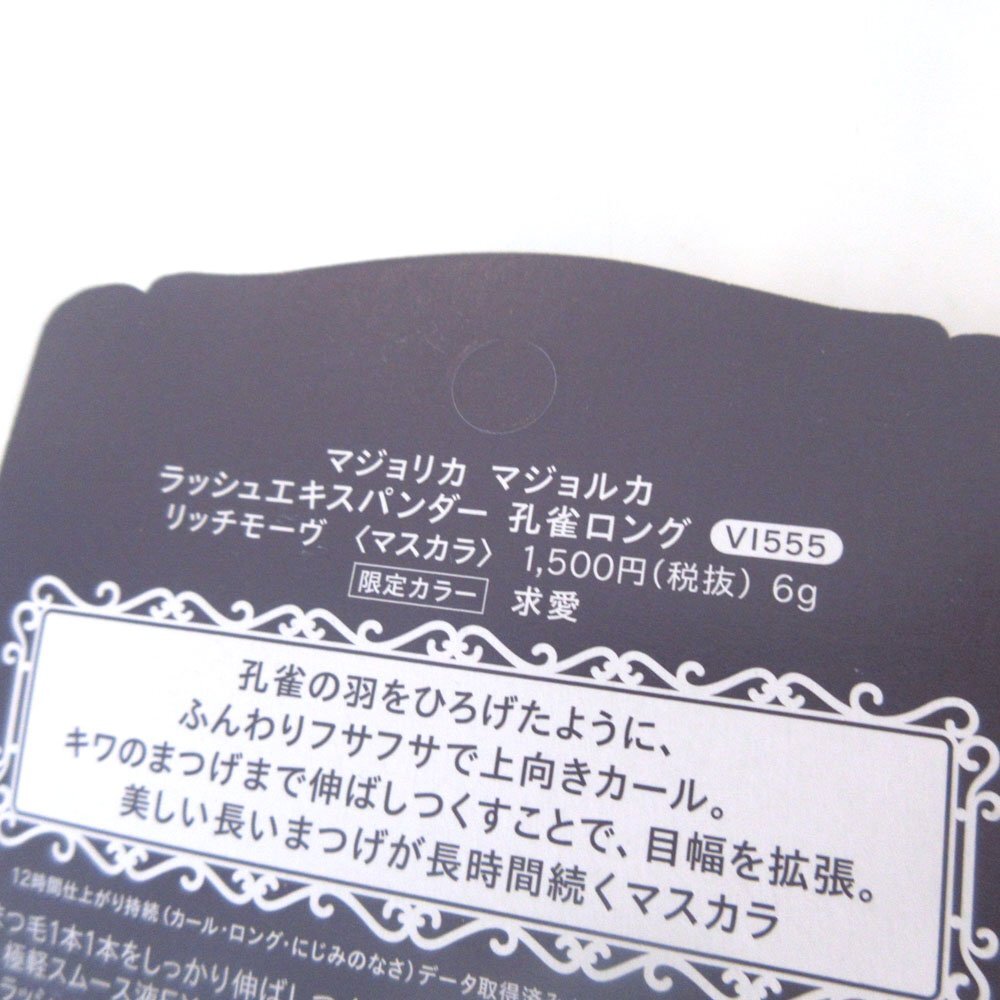 マジョリカ マジョルカ
ラッシュエキスパンダー 孔雀ロング VI555
リッチモーヴ 〈マスカラ〉 1,500円(税抜) 6g
限定カラー 求愛
孔雀の羽をひろげたように、
ふんわりフサフサで上向きカール。
キワのまつげまで伸ばしつくすことで、目幅を拡張。
美しい長いまつげが長時間続くマスカラ
12時間仕上がり持続(カール・ロング・にじみのなさ)データ取得済み
つ毛1本1本をしっかり伸ばし
極軽スムース液EX